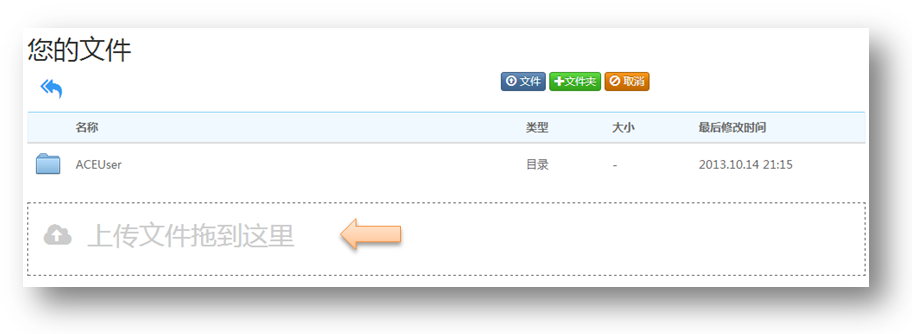 您的文件
文件 文件夹 取消
名称 类型 大小 最后修改时间
ACEUser 目录 - 2013.10.14 21:15
上传文件拖到这里